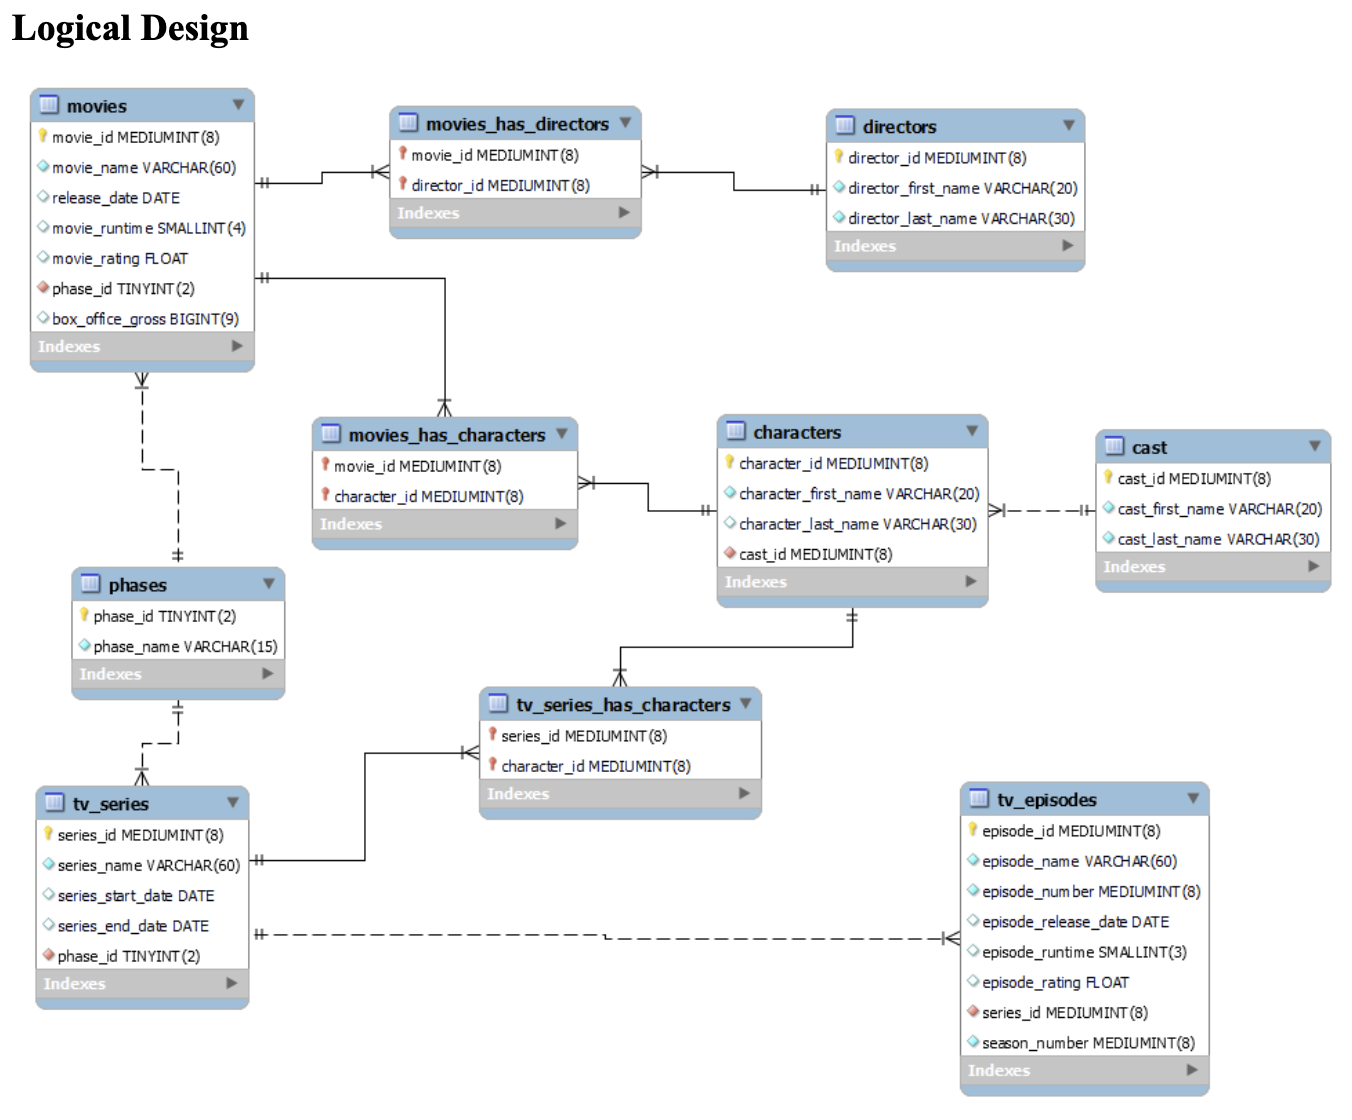 Logical Design
movies
movie_id MEDIUMINT(8)
movie_name VARCHAR(60)
release_date DATE
movie_runtime SMALLINT(4)
movie_rating FLOAT
phase_id TINYINT(2)
box_office_gross BIGINT(9)
Indexes
movies_has_directors
movie_id MEDIUMINT(8)
director_id MEDIUMINT(8)
Indexes
directors
director_id MEDIUMINT(8)
director_first_name VARCHAR(20)
director_last_name VARCHAR(30)
Indexes
movies_has_characters
movie_id MEDIUMINT(8)
character_id MEDIUMINT(8)
Indexes
characters
character_id MEDIUMINT(8)
character_first_name VARCHAR(20)
character_last_name VARCHAR(30)
cast_id MEDIUMINT(8)
Indexes
cast
cast_id MEDIUMINT(8)
cast_first_name VARCHAR(20)
cast_last_name VARCHAR(30)
Indexes
phases
phase_id TINYINT(2)
phase_name VARCHAR(15)
Indexes
tv_series_has_characters
series_id MEDIUMINT(8)
character_id MEDIUMINT(8)
Indexes
tv_series
series_id MEDIUMINT(8)
series_name VARCHAR(60)
series_start_date DATE
series_end_date DATE
phase_id TINYINT(2)
Indexes
tv_episodes
episode_id MEDIUMINT(8)
episode_name VARCHAR(60)
episode_number MEDIUMINT(8)
episode_release_date DATE
episode_runtime SMALLINT(3)
episode_rating FLOAT
series_id MEDIUMINT(8)
season_number MEDIUMINT(8)
Indexes